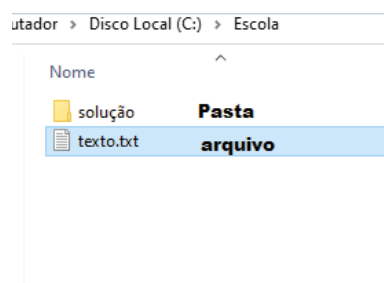 utador > Disco Local (C:) > Escola
Nome
solução Pasta
texto.txt arquivo